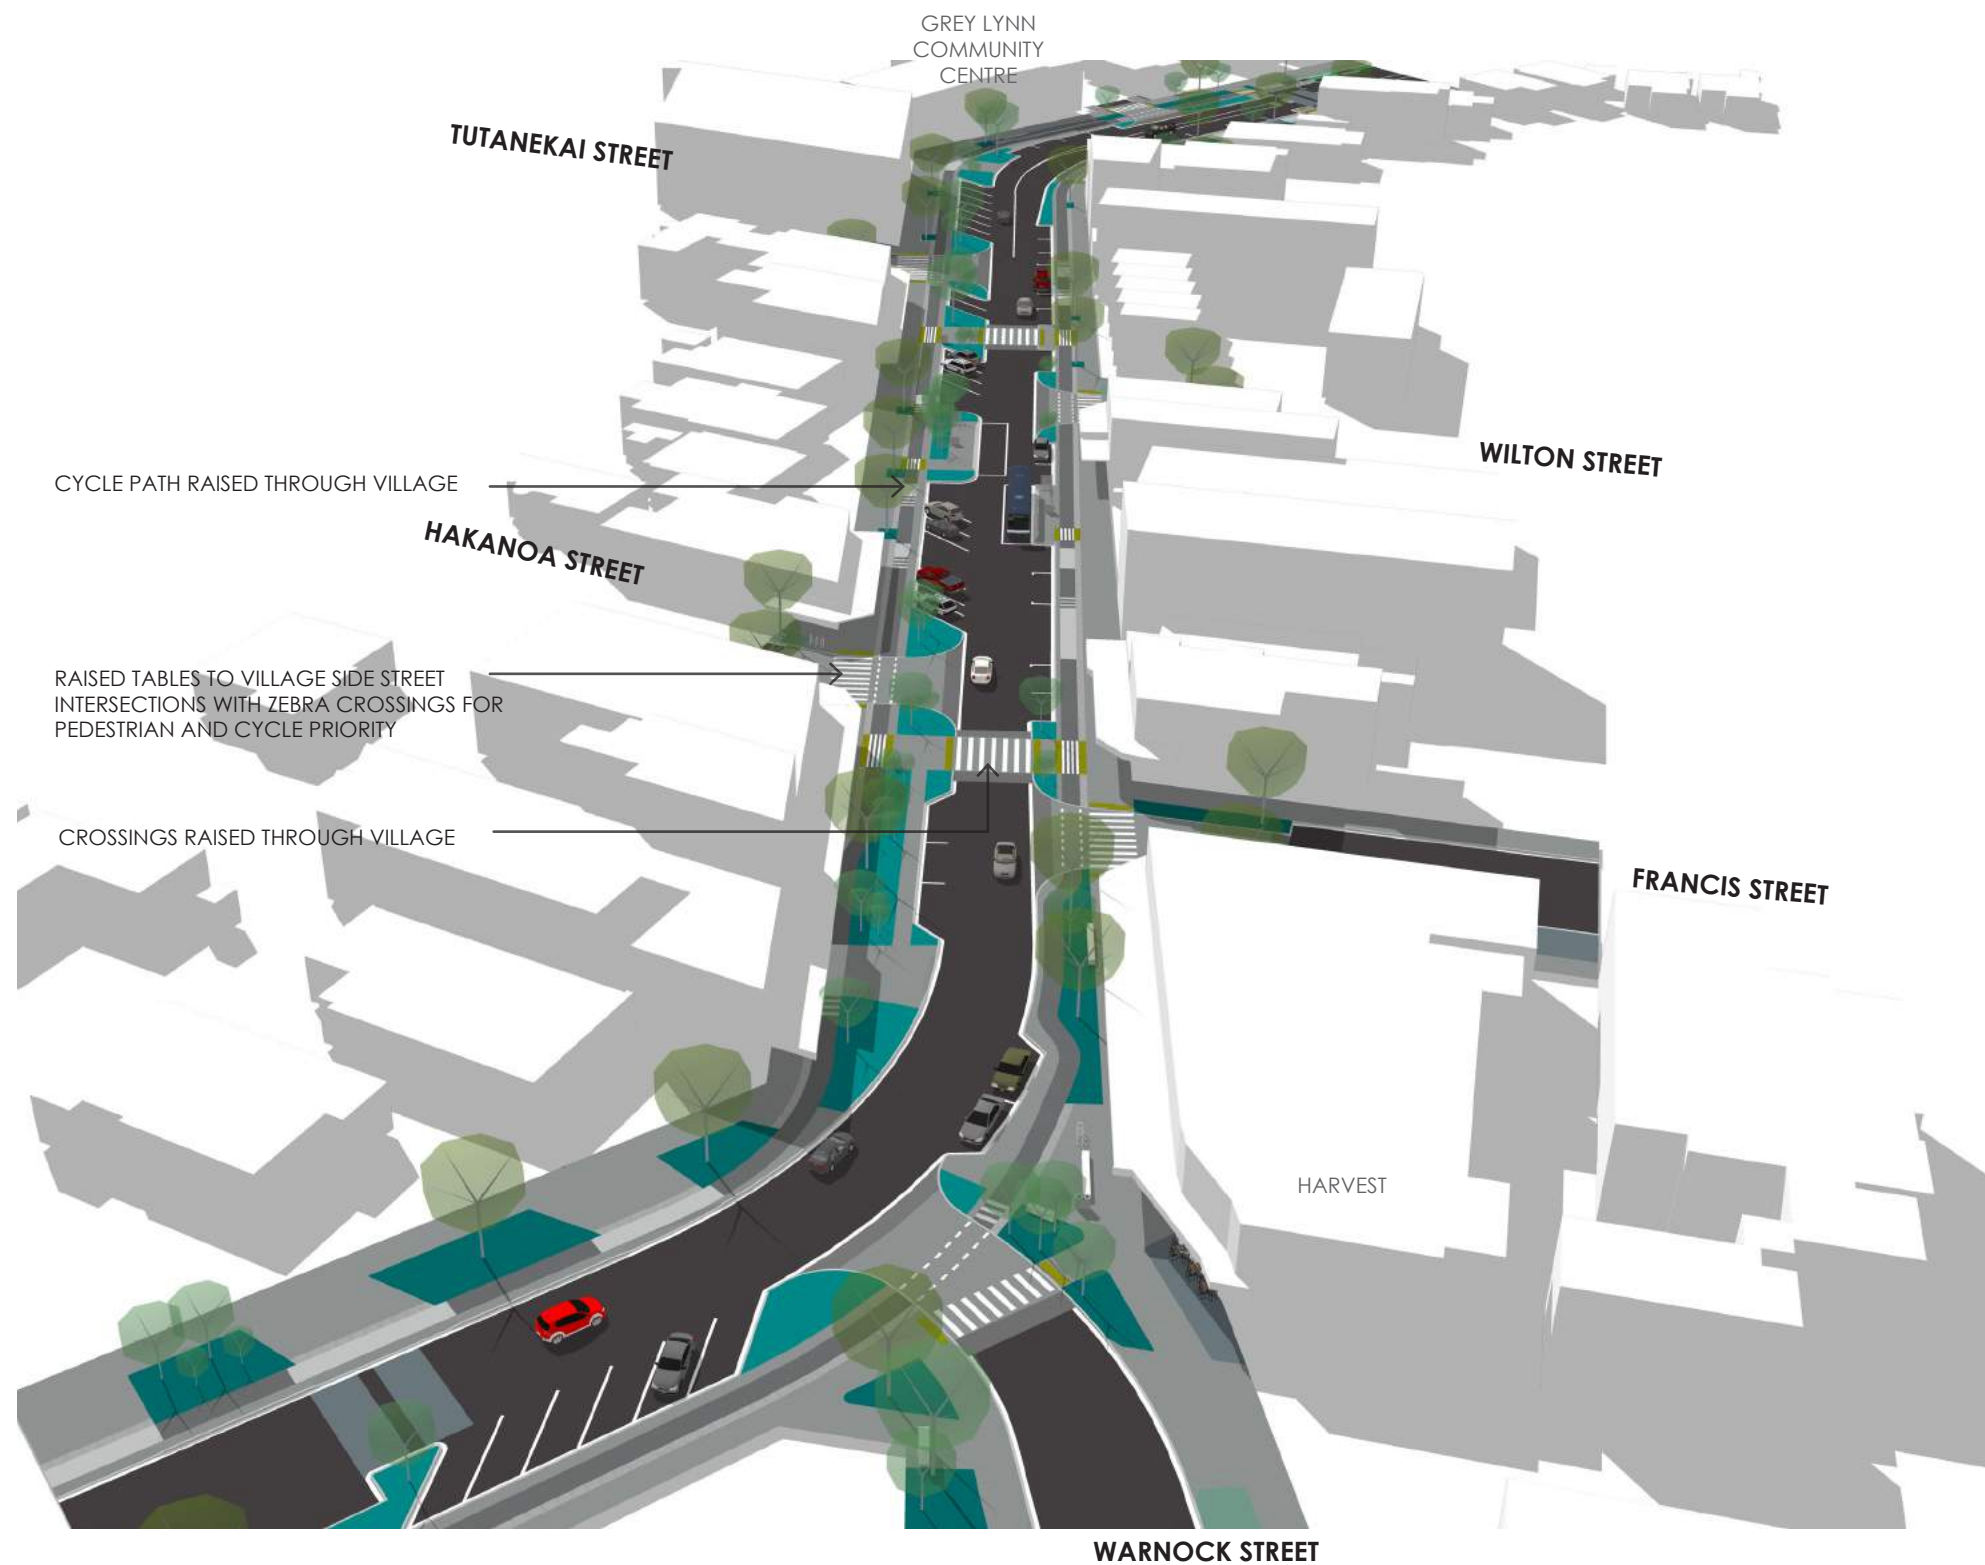 GREY LYNN
COMMUNITY
CENTRE
TUTANEKAI STREET
WILTON STREET
CYCLE PATH RAISED THROUGH VILLAGE
HAKANOA STREET
RAISED TABLES TO VILLAGE SIDE STREET
INTERSECTIONS WITH ZEBRA CROSSINGS FOR
PEDESTRIAN AND CYCLE PRIORITY
CROSSINGS RAISED THROUGH VILLAGE
FRANCIS STREET
HARVEST
WARNOCK STREET